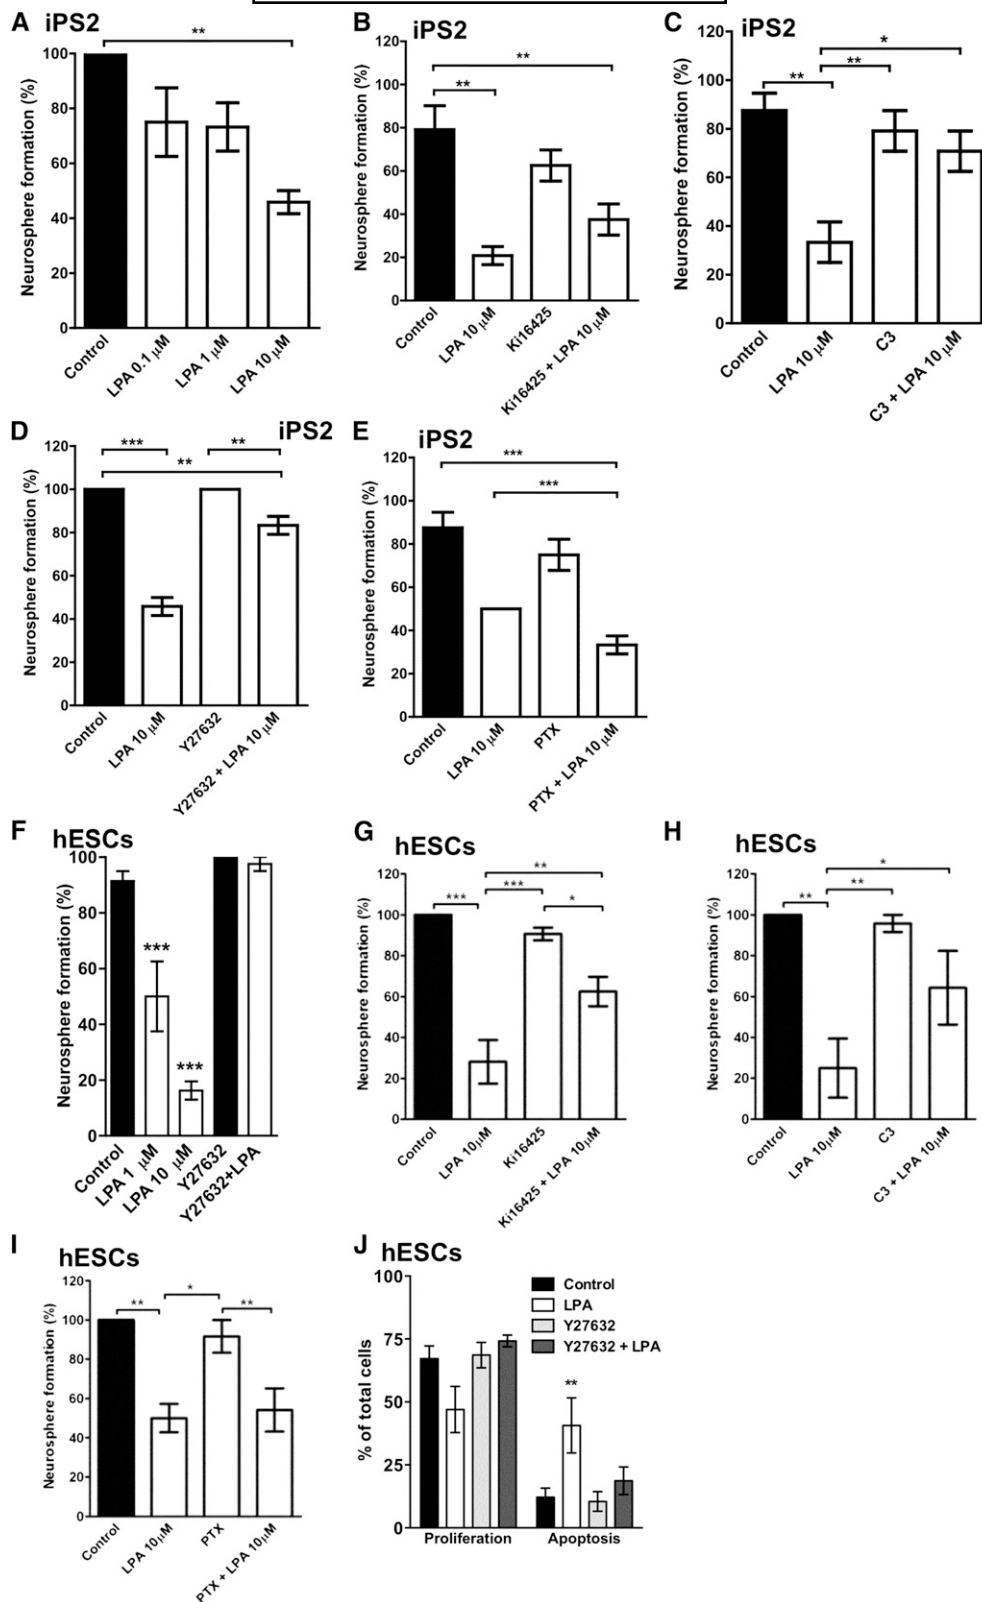 A iPS2
**
Neurosphere formation (%)
100
80
60
40
20
0
Control
LPA 0.1 μM
LPA 1 μM
LPA 10 μM
B iPS2
**
**
Neurosphere formation (%)
120
100
80
60
40
20
0
Control
LPA 10 μM
Ki16425
Ki16425 + LPA 10 μM
C iPS2
*
**
**
Neurosphere formation (%)
120
100
80
60
40
20
0
Control
LPA 10 μM
C3
C3 + LPA 10 μM
D iPS2
*** **
**
Neurosphere formation (%)
120
100
80
60
40
20
0
Control
LPA 10 μM
Y27632
Y27632 + LPA 10 μM
E iPS2
***
***
Neurosphere formation (%)
120
100
80
60
40
20
0
Control
LPA 10 μM
PTX
PTX + LPA 10 μM
F hESCs
***
***
Neurosphere formation (%)
100
80
60
40
20
0
Control
LPA 1 μM
LPA 10 μM
Y27632
Y27632+LPA
G hESCs
**
***
*** *
Neurosphere formation (%)
120
100
80
60
40
20
0
Control
LPA 10μM
Ki16425
Ki16425 + LPA 10μM
H hESCs
*
**
**
Neurosphere formation (%)
120
100
80
60
40
20
0
Control
LPA 10μM
C3
C3 + LPA 10μM
I hESCs
*
** **
Neurosphere formation (%)
120
100
80
60
40
20
0
Control
LPA 10μM
PTX
PTX + LPA 10μM
J hESCs
Control
LPA
Y27632
Y27632 + LPA
**
% of total cells
100
75
50
25
0
Proliferation Apoptosis